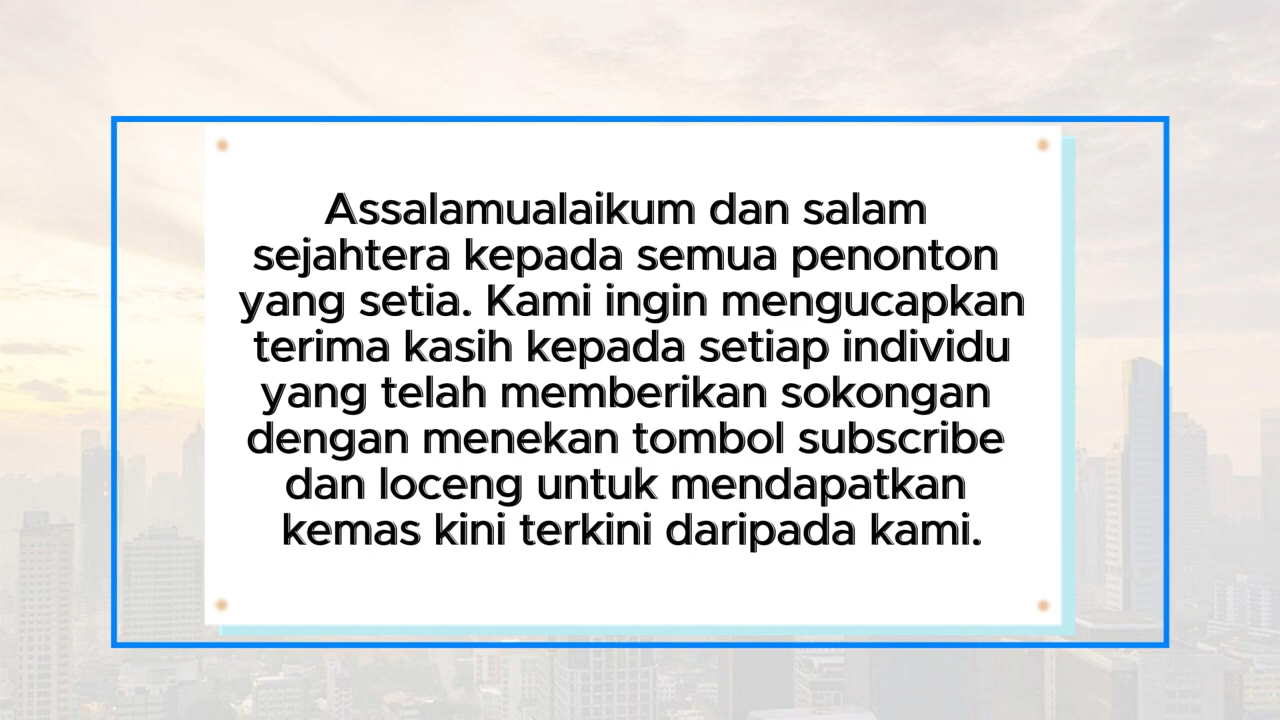 Assalamualaikum dan salam
sejahtera kepada semua penonton
yang setia. Kami ingin mengucapkan
terima kasih kepada setiap individu
yang telah memberikan sokongan
dengan menekan tombol subscribe
dan loceng untuk mendapatkan
kemas kini terkini daripada kami.